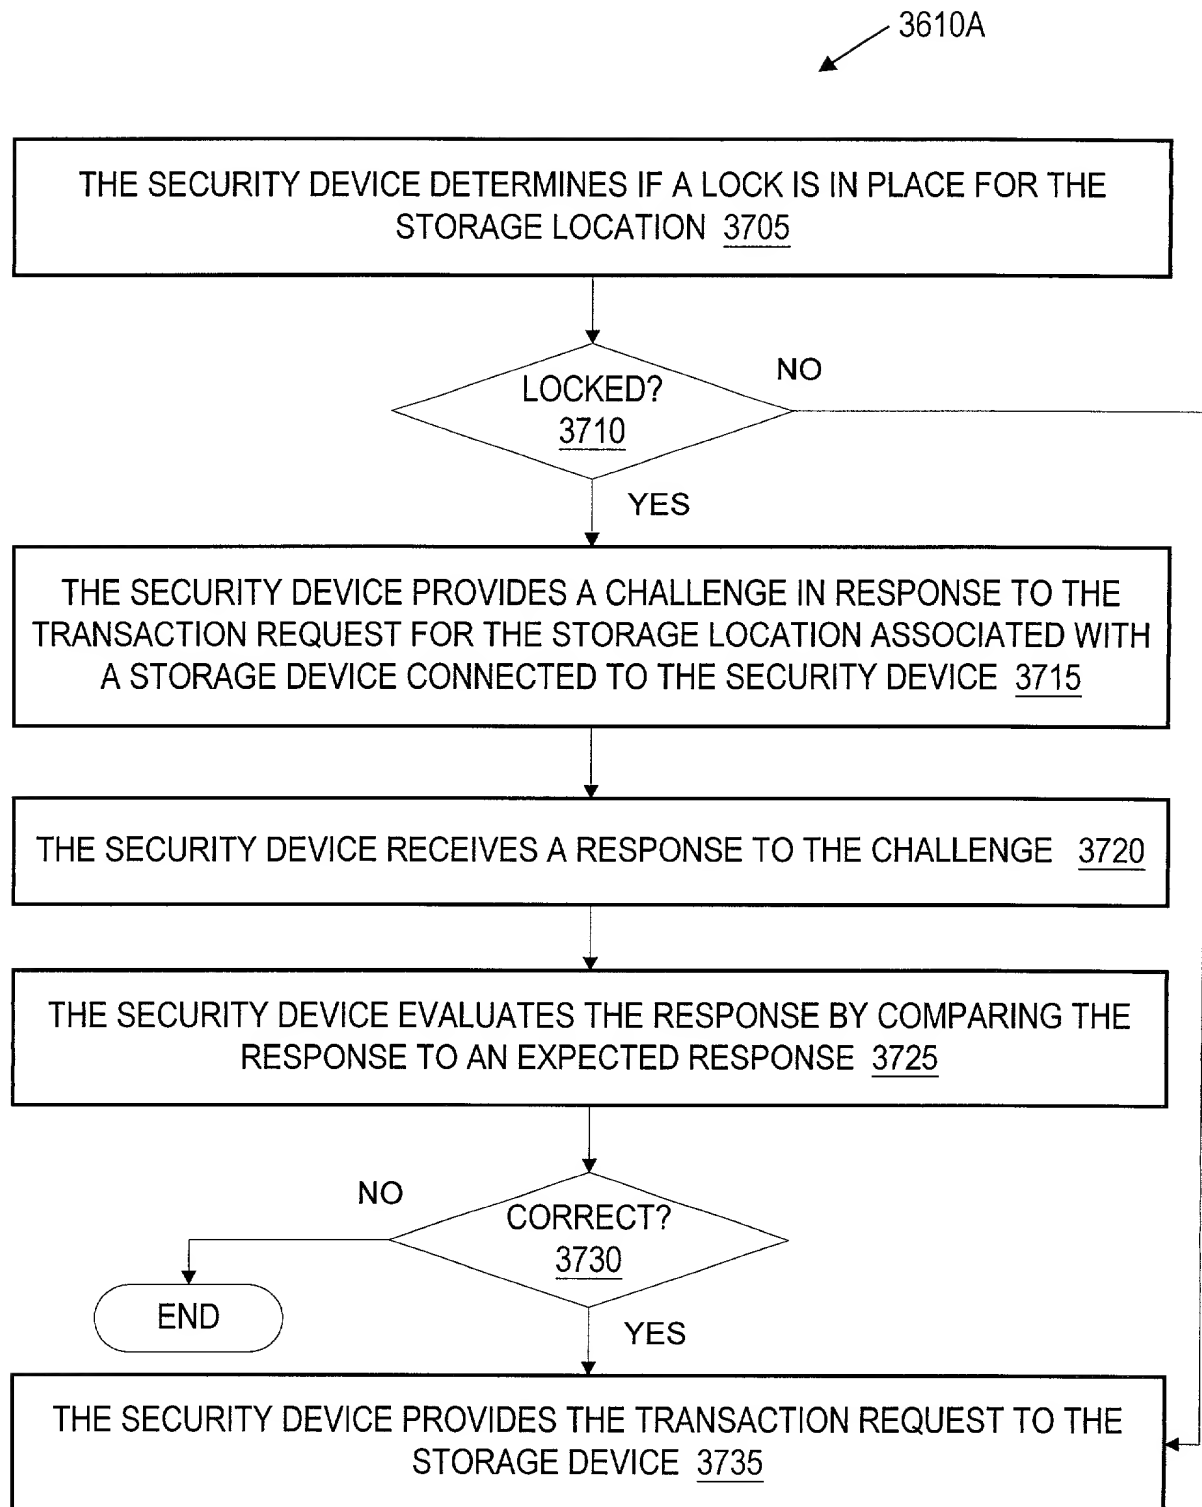 3610A
THE SECURITY DEVICE DETERMINES IF A LOCK IS IN PLACE FOR THE
STORAGE LOCATION 3705
LOCKED?
3710
NO
YES
THE SECURITY DEVICE PROVIDES A CHALLENGE IN RESPONSE TO THE
TRANSACTION REQUEST FOR THE STORAGE LOCATION ASSOCIATED WITH
A STORAGE DEVICE CONNECTED TO THE SECURITY DEVICE 3715
THE SECURITY DEVICE RECEIVES A RESPONSE TO THE CHALLENGE 3720
THE SECURITY DEVICE EVALUATES THE RESPONSE BY COMPARING THE
RESPONSE TO AN EXPECTED RESPONSE 3725
NO
CORRECT?
3730
END
YES
THE SECURITY DEVICE PROVIDES THE TRANSACTION REQUEST TO THE
STORAGE DEVICE 3735